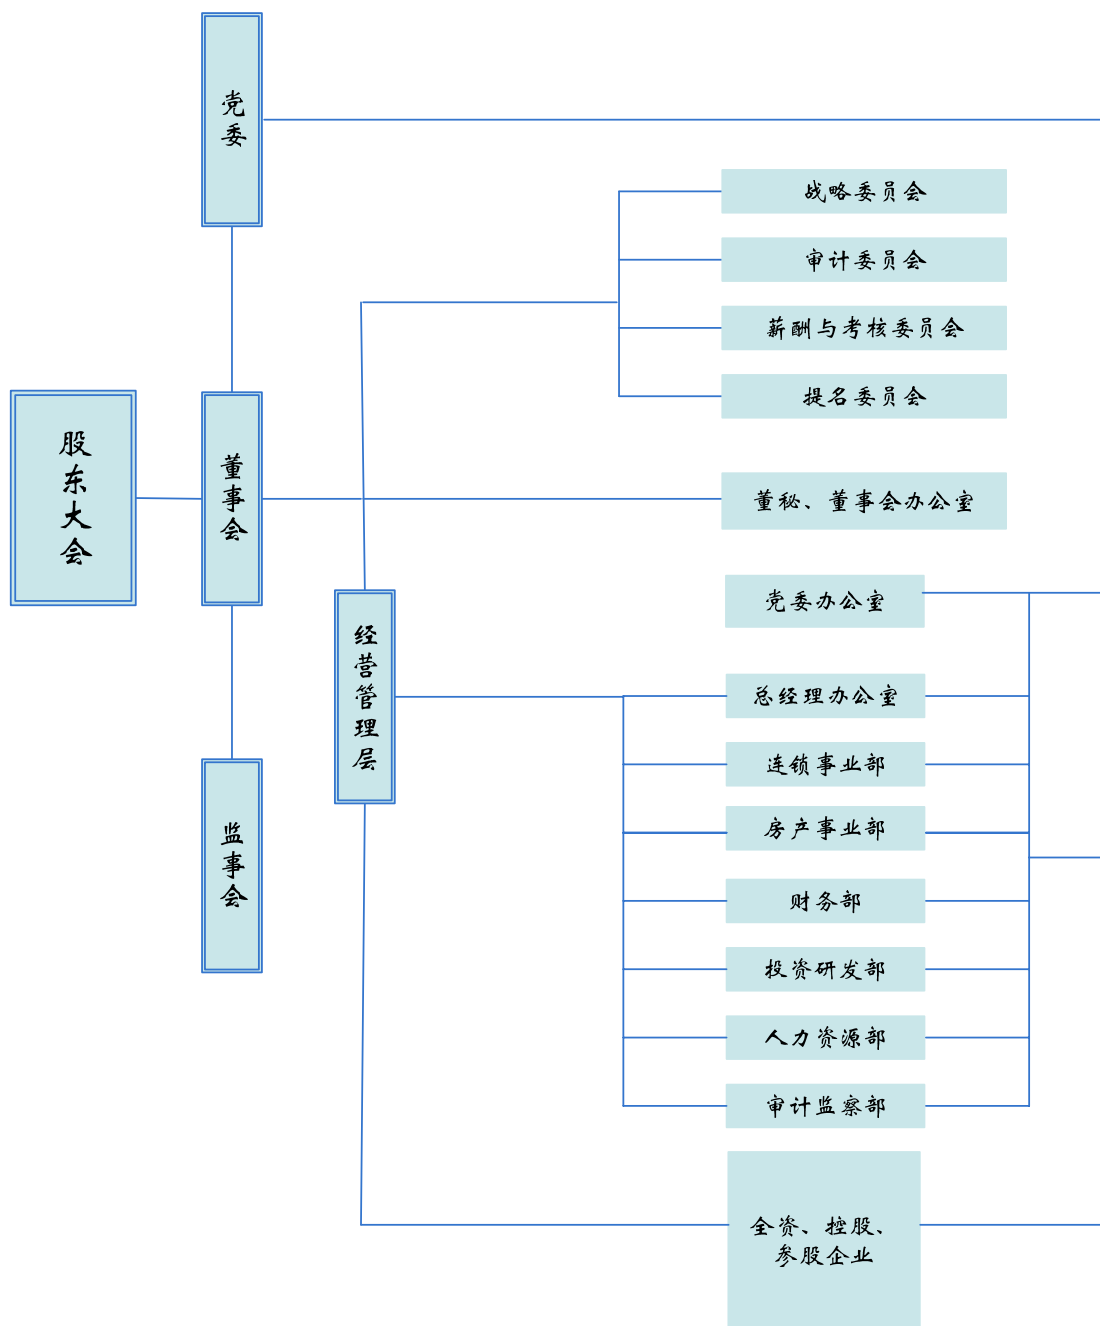 党委
战略委员会
审计委员会
薪酬与考核委员会
提名委员会
股东大会
董事会
董秘、董事会办公室
党委办公室
经营管理层
总经理办公室
连锁事业部
房产事业部
监事会
财务部
投资研发部
人力资源部
审计监察部
全资、控股、
参股企业